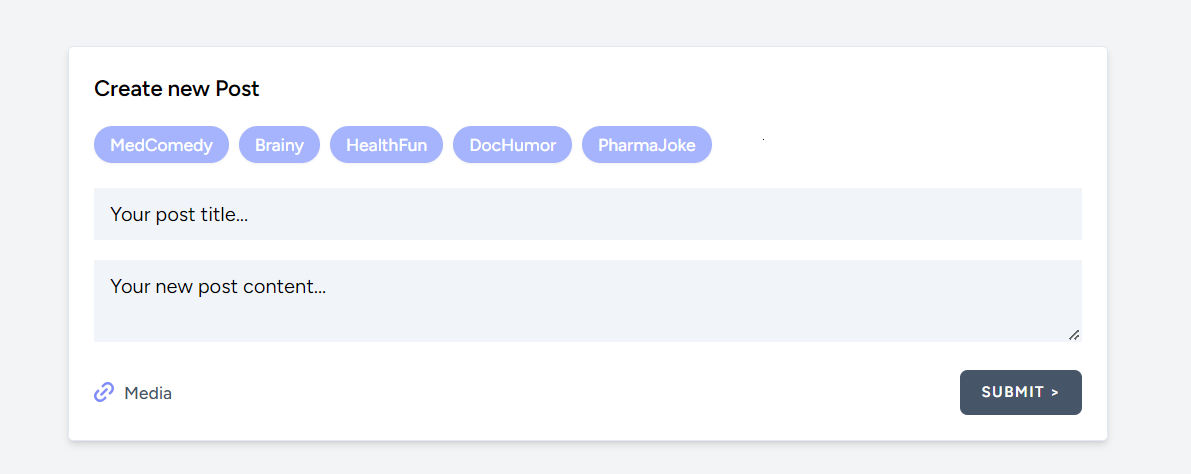 Create new Post
MedComedy Brainy HealthFun DocHumor PharmaJoke
Your post title...
Your new post content...
Media SUBMIT >